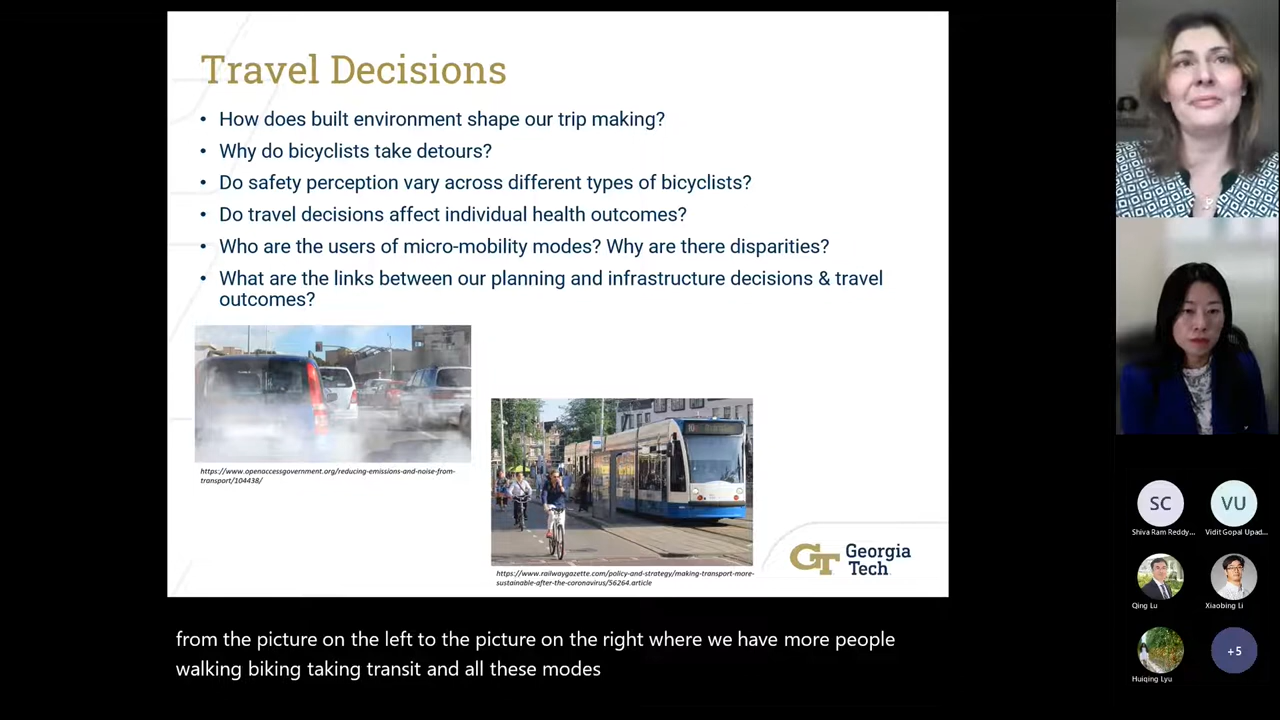 Travel Decisions
• How does built environment shape our trip making?
• Why do bicyclists take detours?
• Do safety perception vary across different types of bicyclists?
• Do travel decisions affect individual health outcomes?
• Who are the users of micro-mobility modes? Why are there disparities?
• What are the links between our planning and infrastructure decisions & travel
outcomes?
https://www.openaccessgovernment.org/reducing-emissions-and-noise-from-
transport/104438/
https://www.railwaygazette.com/policy-and-strategy/making-transport-more-
sustainable-after-the-coronavirus/56264.article
GT Georgia
Tech
from the picture on the left to the picture on the right where we have more people
walking biking taking transit and all these modes
SC
VU
Shiva Ram Reddy...
Vidit Gopal Upad...
Qing Lu
Xiaobing Li
Huiqing Lyu
+5